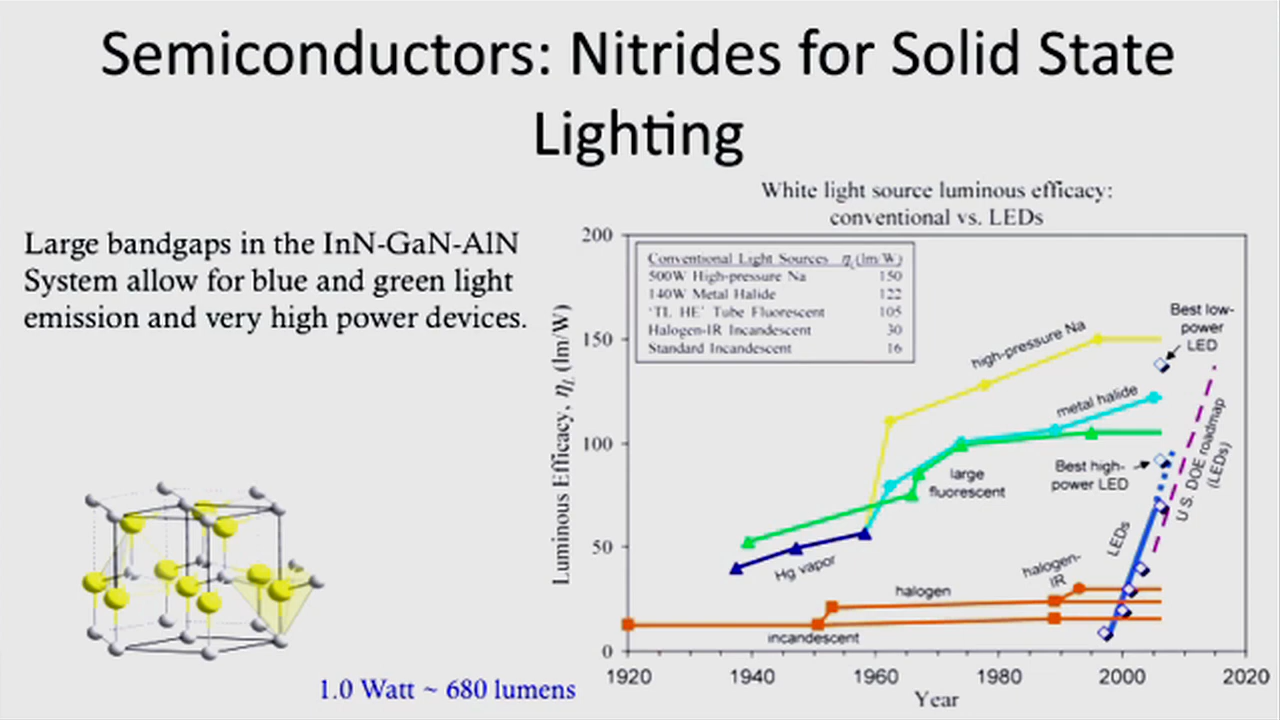 Semiconductors: Nitrides for Solid State
Lighting
Large bandgaps in the InN-GaN-AlN
System allow for blue and green light
emission and very high power devices.
1.0 Watt ~ 680 lumens
White light source luminous efficacy:
conventional vs. LEDs
Conventional Light Sources η_L(lm/W)
500W High-pressure Na 150
140W Metal Halide 122
'TL HE' Tube Fluorescent 105
Halogen-IR Incandescent 30
Standard Incandescent 16
Luminous Efficacy, η_L (lm/W)
200
150
100
50
0
high-pressure Na
metal halide
large
fluorescent
Hg vapor
halogen
halogen-
IR
incandescent
LEDs
Best low-
power
LED
Best high-
power LED
U.S. DOE roadmap
(LEDs)
1920 1940 1960 1980 2000 2020
Year